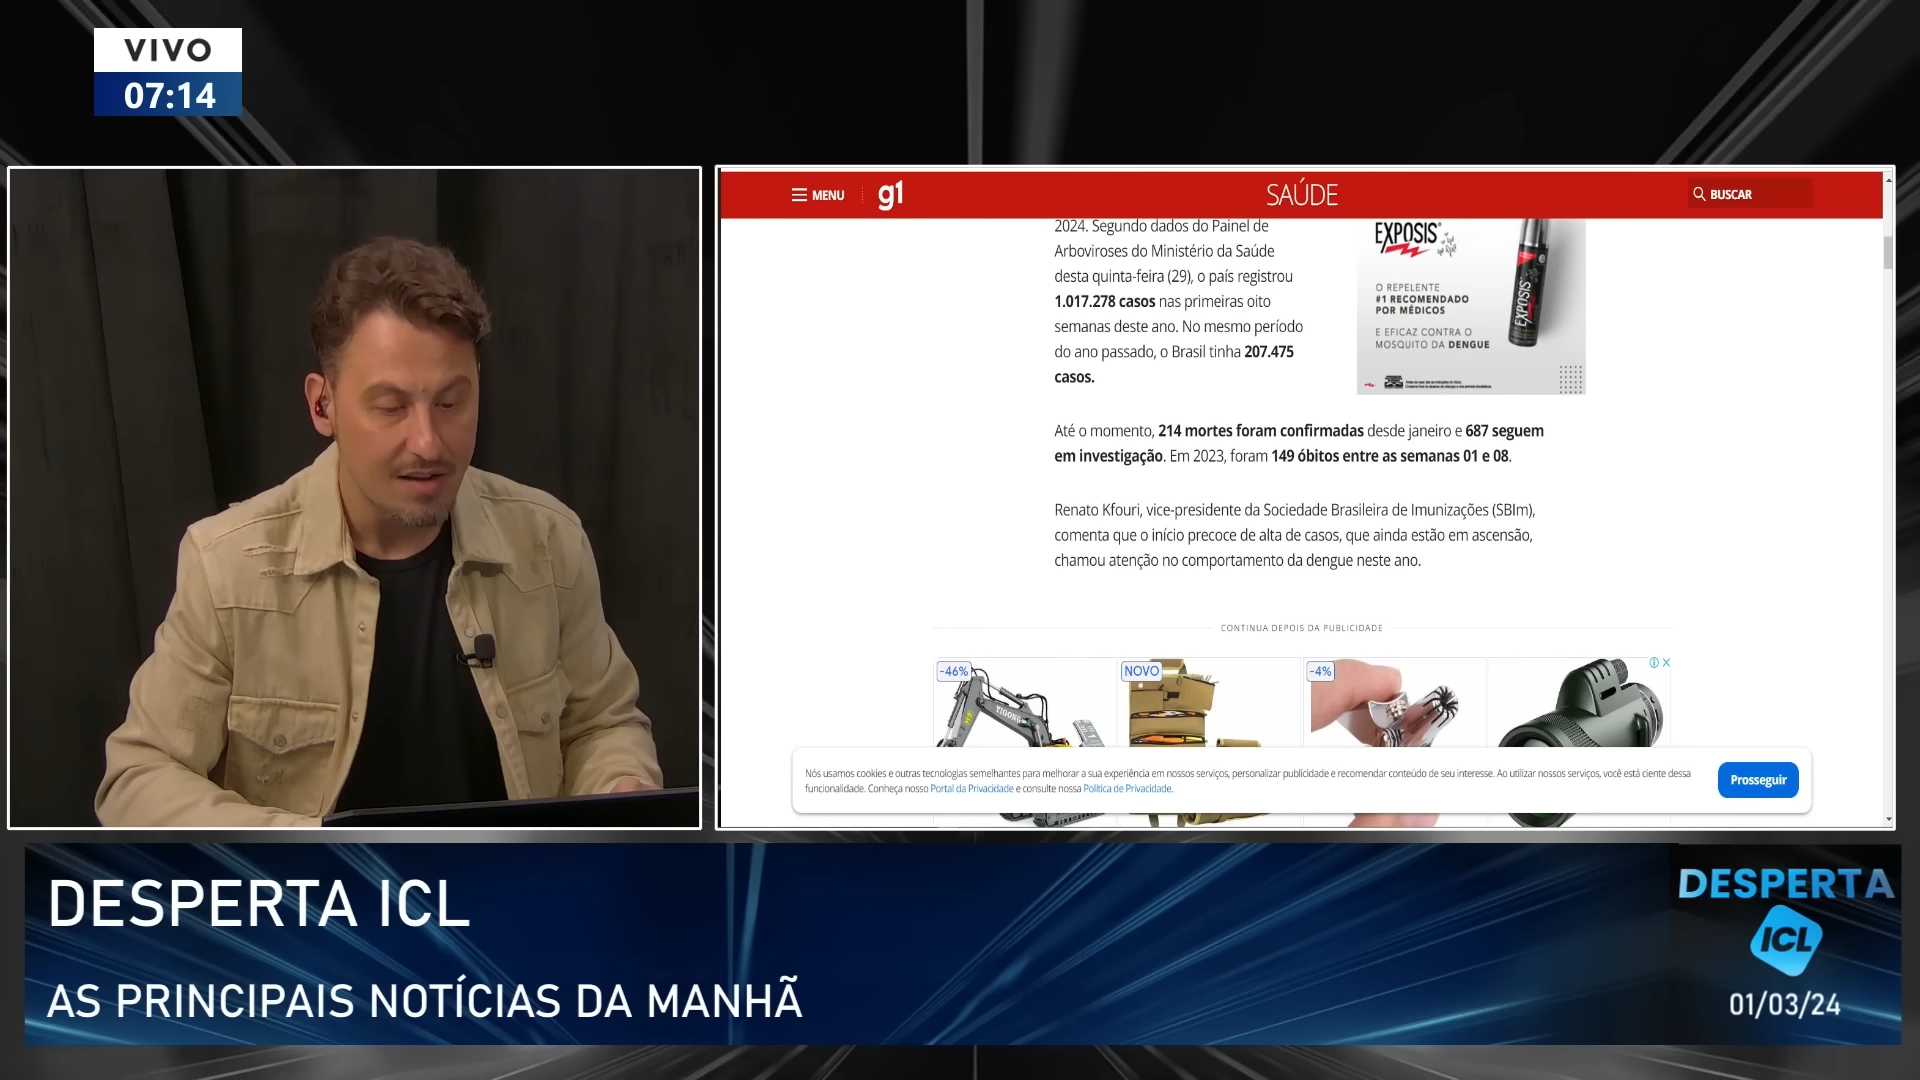 VIVO
07:14
MENU
g1
SAÚDE
BUSCAR
2024. Segundo dados do Painel de
Arboviroses do Ministério da Saúde
desta quinta-feira (29), o país registrou
1.017.278 casos nas primeiras oito
semanas deste ano. No mesmo período
do ano passado, o Brasil tinha 207.475
casos.
EXPOSIS
O REPELENTE
#1 RECOMENDADO
POR MÉDICOS
E EFICAZ CONTRA O
MOSQUITO DA DENGUE
EXPOSIS
Até o momento, 214 mortes foram confirmadas desde janeiro e 687 seguem
em investigação. Em 2023, foram 149 óbitos entre as semanas 01 e 08.
Renato Kfouri, vice-presidente da Sociedade Brasileira de Imunizações (SBIm),
comenta que o início precoce de alta de casos, que ainda estão em ascensão,
chamou atenção no comportamento da dengue neste ano.
CONTINUA DEPOIS DA PUBLICIDADE
-46%
NOVO
-4%
YIGONG
Nós usamos cookies e outras tecnologias semelhantes para melhorar a sua experiência em nossos serviços, personalizar publicidade e recomendar conteúdo de seu interesse. Ao utilizar nossos serviços, você está ciente dessa
funcionalidade. Conheça nosso Portal da Privacidade e consulte nossa Política de Privacidade.
Prosseguir
DESPERTA ICL
AS PRINCIPAIS NOTÍCIAS DA MANHÃ
DESPERTA
ICL
01/03/24